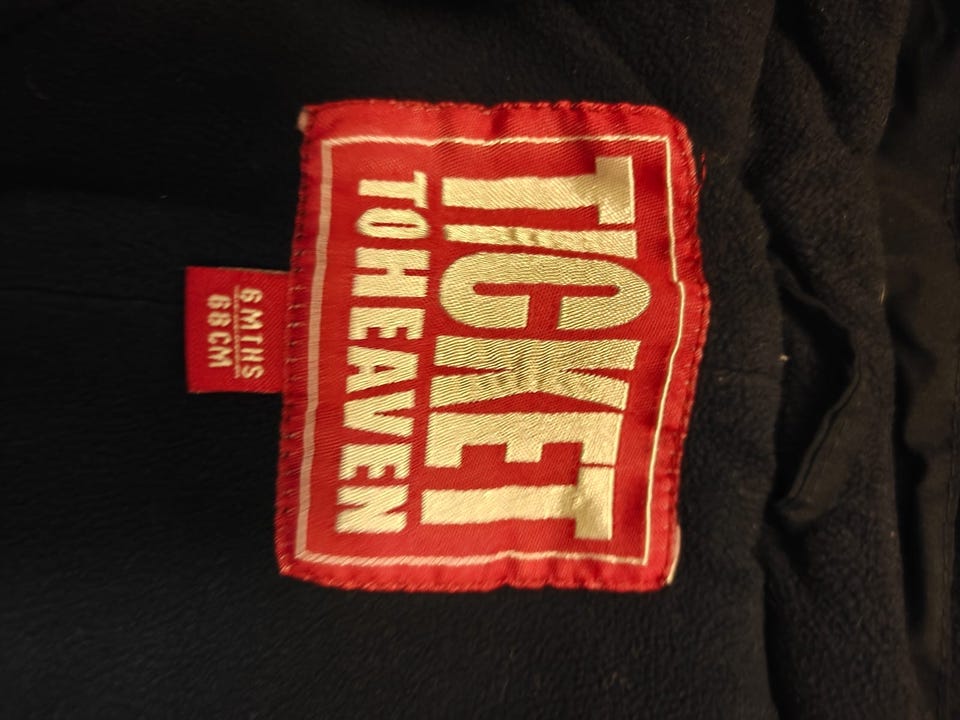 TICKET
TO HEAVEN
6 MTHS
68 CM